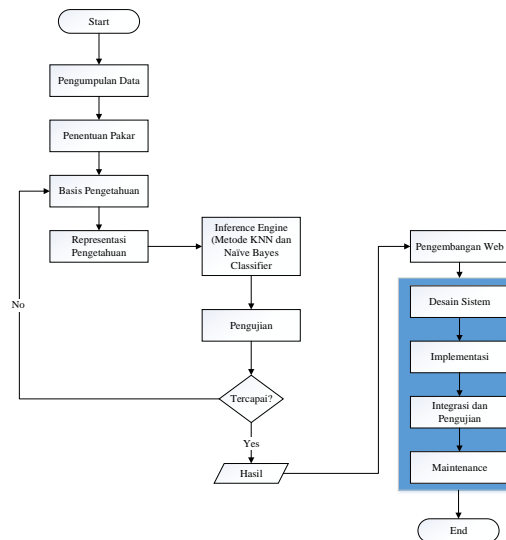 Start
Pengumpulan Data
Penentuan Pakar
Basis Pengetahuan
Representasi
Pengetahuan
No
Inference Engine
(Metode KNN dan
Naïve Bayes
Classifier
Pengujian
Tercapai?
Yes
Hasil
Pengembangan Web
Desain Sistem
Implementasi
Integrasi dan
Pengujian
Maintenance
End